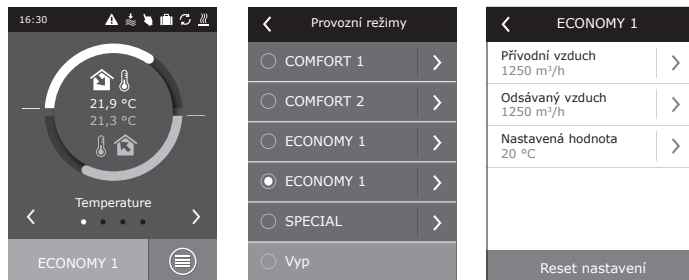 16:30
21,9 °C
21,3 °C
Temperature
ECONOMY 1
Provozní režimy
COMFORT 1
COMFORT 2
ECONOMY 1
ECONOMY 1
SPECIAL
Vyp
ECONOMY 1
Přívodní vzduch
1250 m³/h
Odsávaný vzduch
1250 m³/h
Nastavená hodnota
20 °C
Reset nastavení